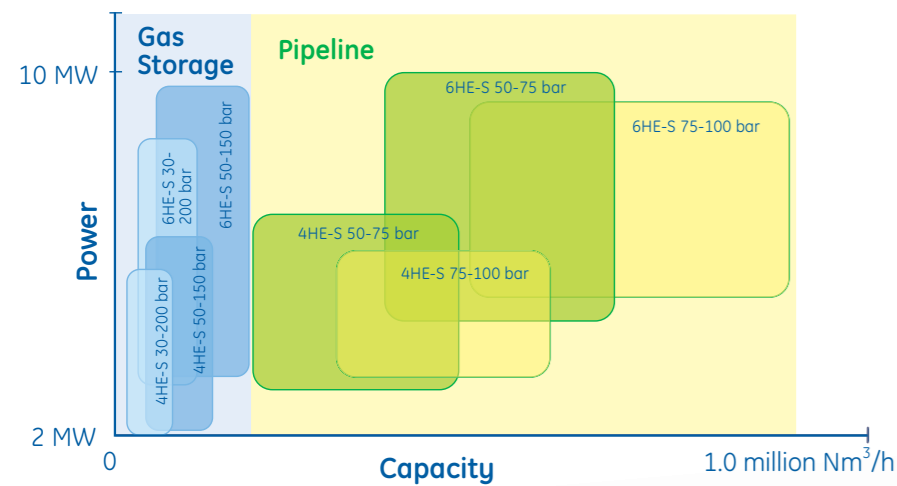 Gas
Storage
Pipeline
10 MW
6HE-S 50-75 bar
6HE-S 75-100 bar
6HE-S 50-150 bar
6HE-S 30-
200 bar
4HE-S 50-75 bar
4HE-S 75-100 bar
4HE-S 50-150 bar
4HE-S 30-200 bar
Power
2 MW
0
Capacity
1.0 million Nm³/h